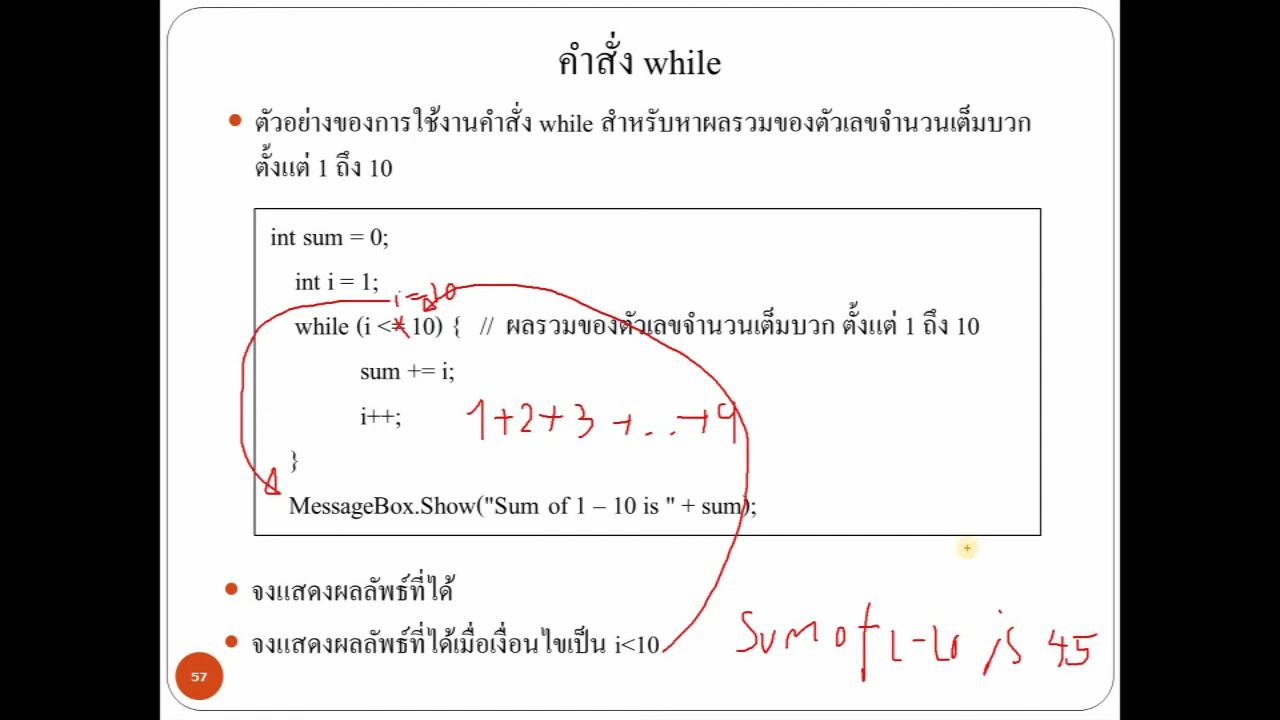 คำสั่ง while
ตัวอย่างของการใช้งานคำสั่ง while สำหรับหาผลรวมของตัวเลขจำนวนเต็มบวก
ตั้งแต่ 1 ถึง 10
int sum = 0;
int i = 1;
i = 10
while (i <= 10) { // ผลรวมของตัวเลขจำนวนเต็มบวก ตั้งแต่ 1 ถึง 10
sum += i;
i++;
1+2+3+...+9
}
MessageBox.Show("Sum of 1 – 10 is " + sum);
จงแสดงผลลัพธ์ที่ได้
จงแสดงผลลัพธ์ที่ได้เมื่อเงื่อนไขเป็น i<10
Sum of 1-10 is 45
57